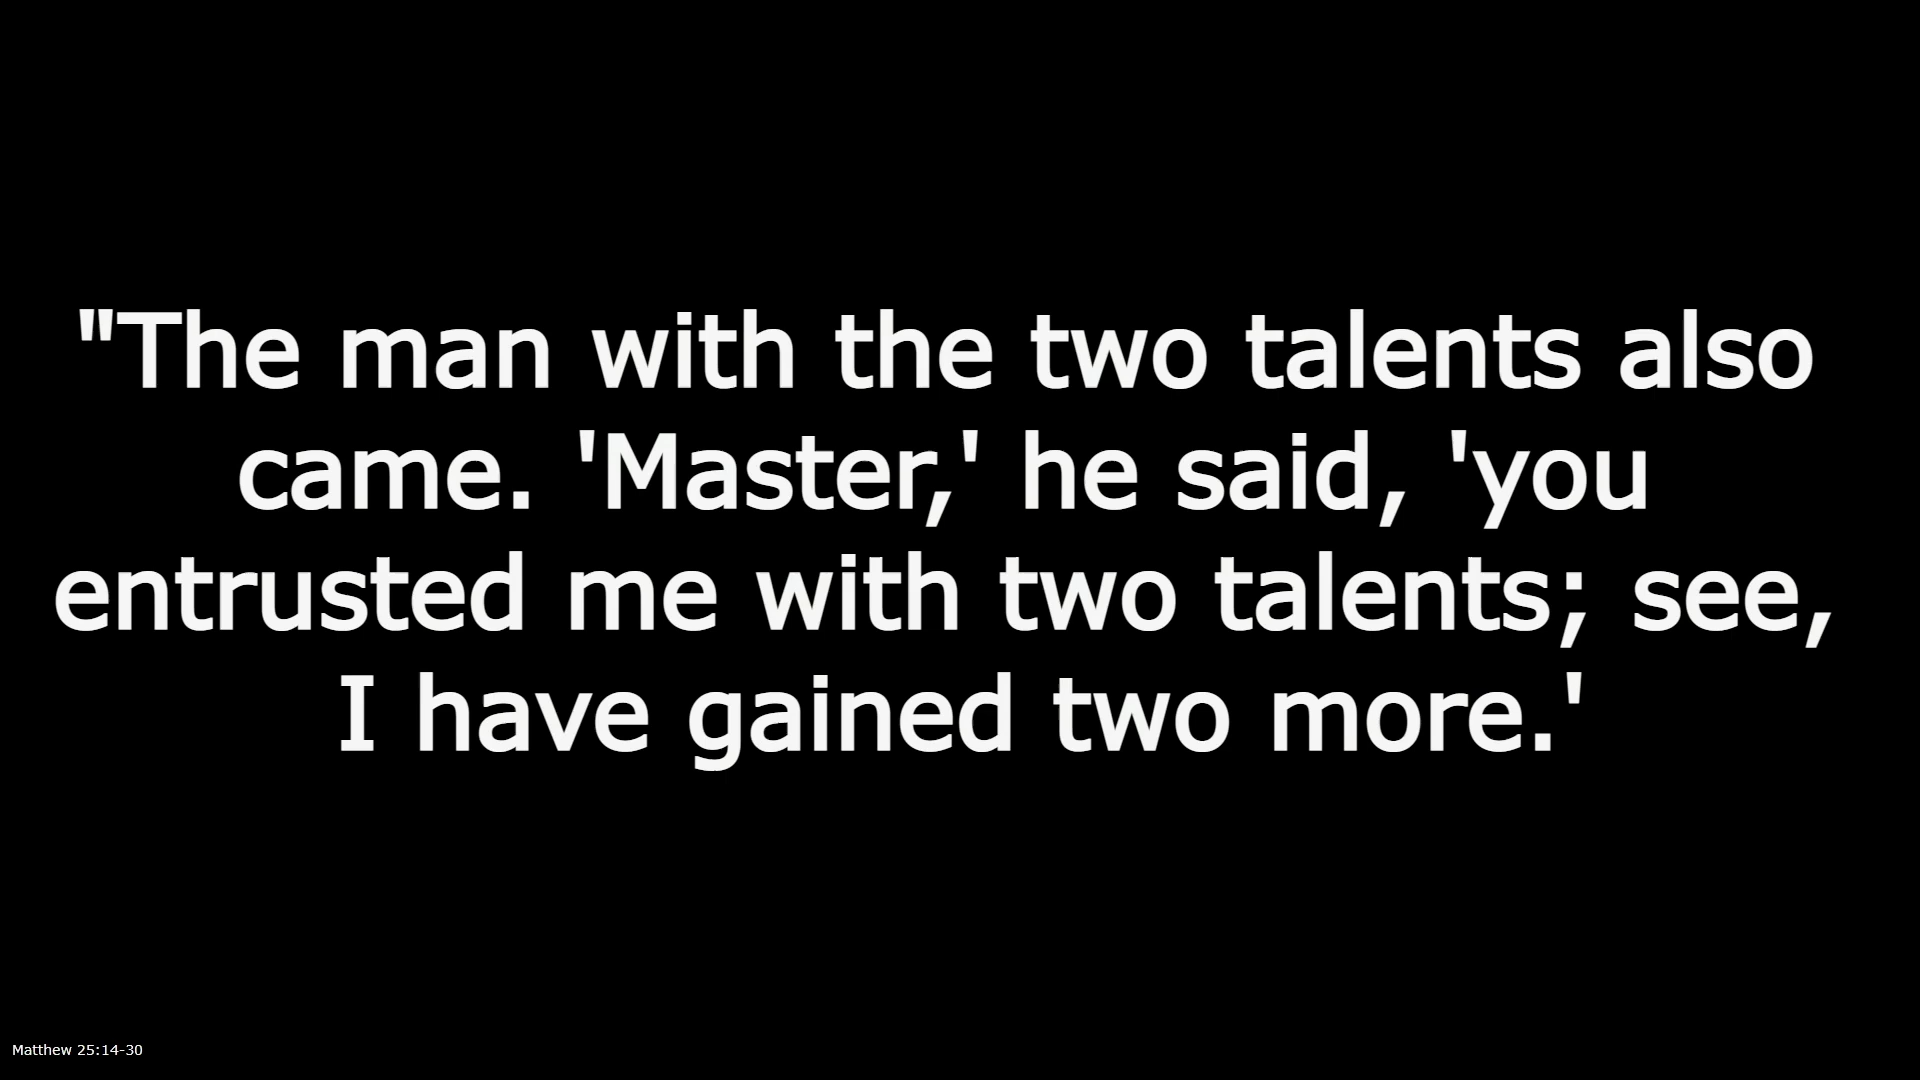 "The man with the two talents also
came. 'Master,' he said, 'you
entrusted me with two talents; see,
I have gained two more.'
Matthew 25:14-30